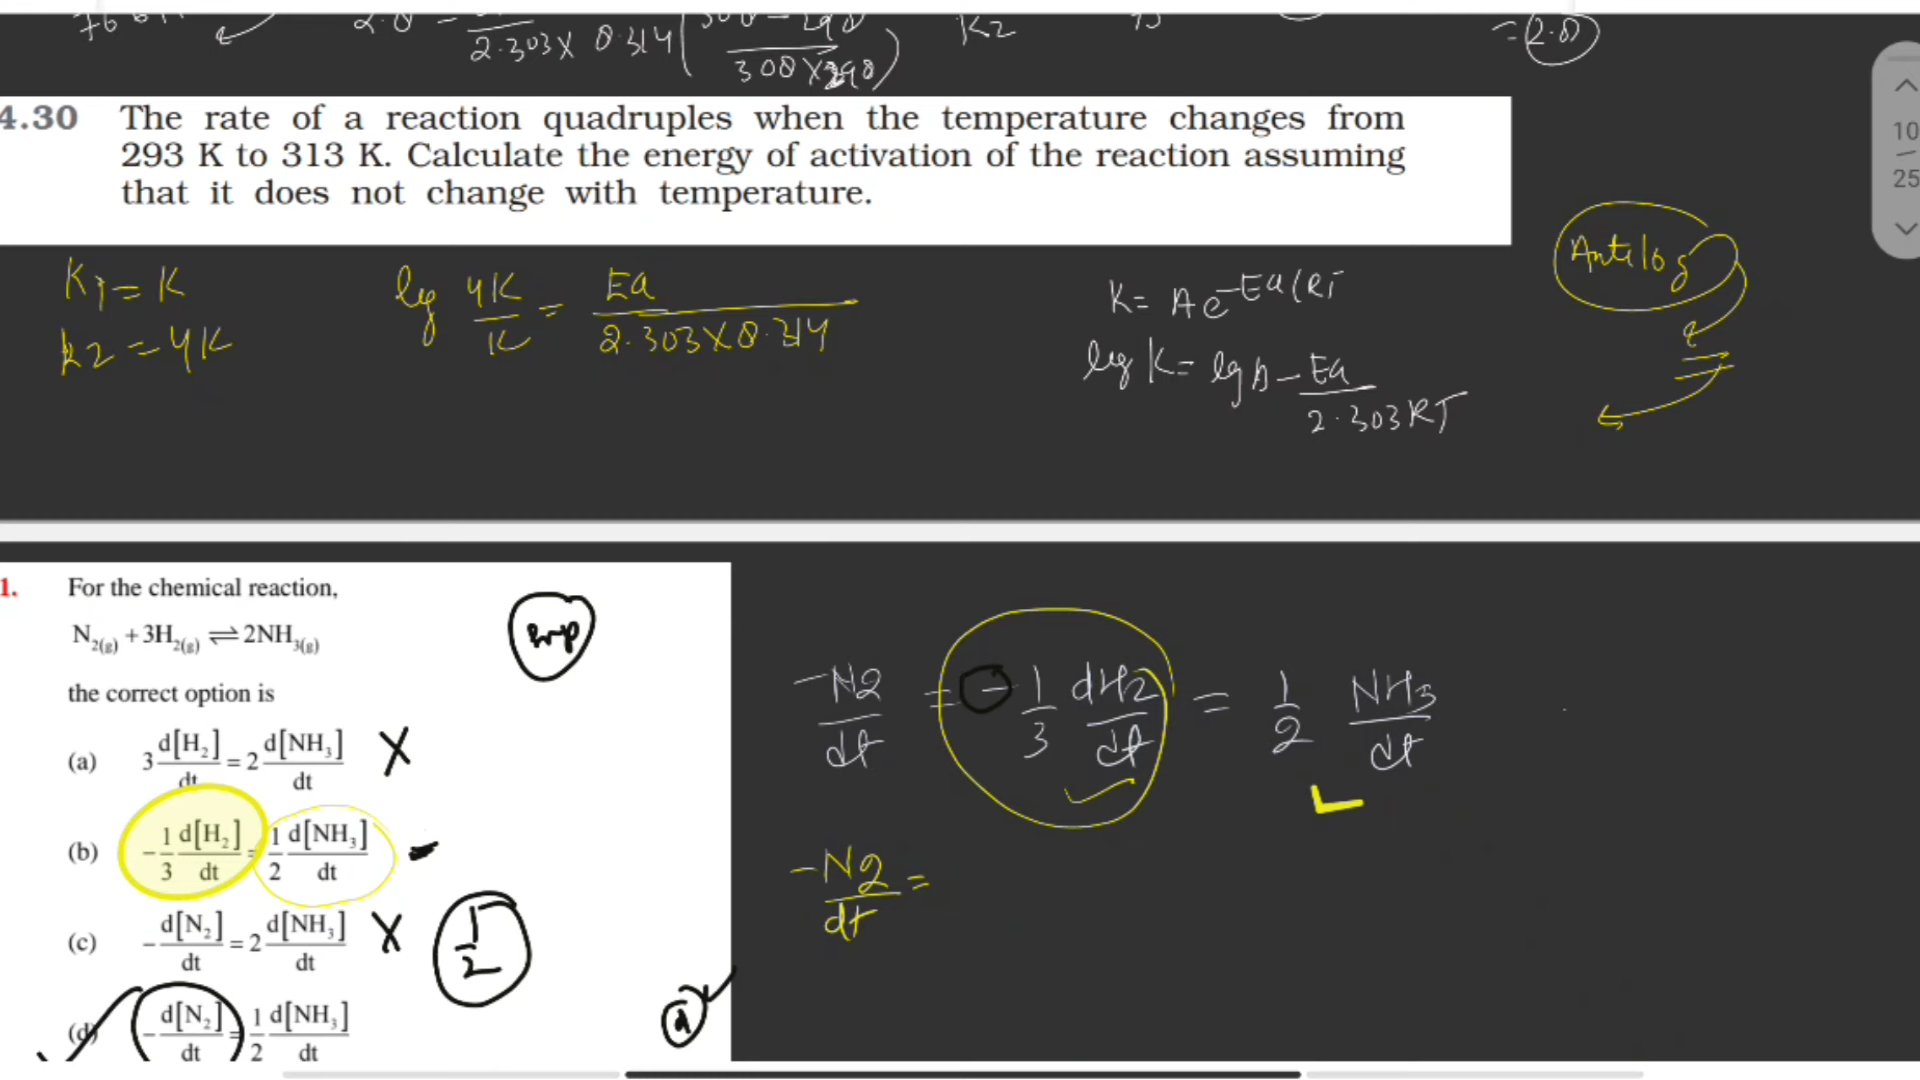 2.303 X 8.314 ( 300 X 290 ) K2
= 2.0
4.30 The rate of a reaction quadruples when the temperature changes from
293 K to 313 K. Calculate the energy of activation of the reaction assuming
that it does not change with temperature.
10
25
Antilog
K1 = K
k2 = 4K
log 4K/K = Ea / 2.303 X 8.314
K = Ae^-Ea/RT
log K = log A - Ea / 2.303 RT
1. For the chemical reaction,
N2(g) + 3H2(g) ⇌ 2NH3(g)
Imp
the correct option is
(a) 3 d[H2]/dt = 2 d[NH3]/dt X
(b) -1/3 d[H2]/dt = 1/2 d[NH3]/dt -
(c) - d[N2]/dt = 2 d[NH3]/dt X 1/2
(d) - d[N2]/dt = 1/2 d[NH3]/dt
d
-N2/dt = -1/3 dH2/dt = 1/2 NH3/dt
-N2/dt =